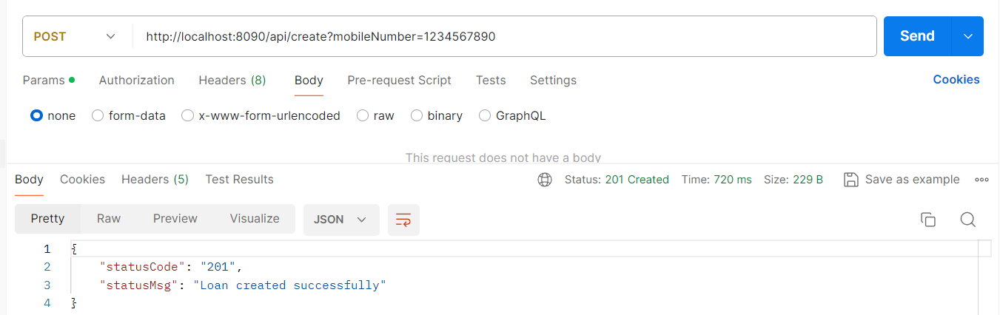 POST http://localhost:8090/api/create?mobileNumber=1234567890 Send
Params Authorization Headers (8) Body Pre-request Script Tests Settings Cookies
none form-data x-www-form-urlencoded raw binary GraphQL
This request does not have a body
Body Cookies Headers (5) Test Results Status: 201 Created Time: 720 ms Size: 229 B Save as example
Pretty Raw Preview Visualize JSON
1 {
2 "statusCode": "201",
3 "statusMsg": "Loan created successfully"
4 }